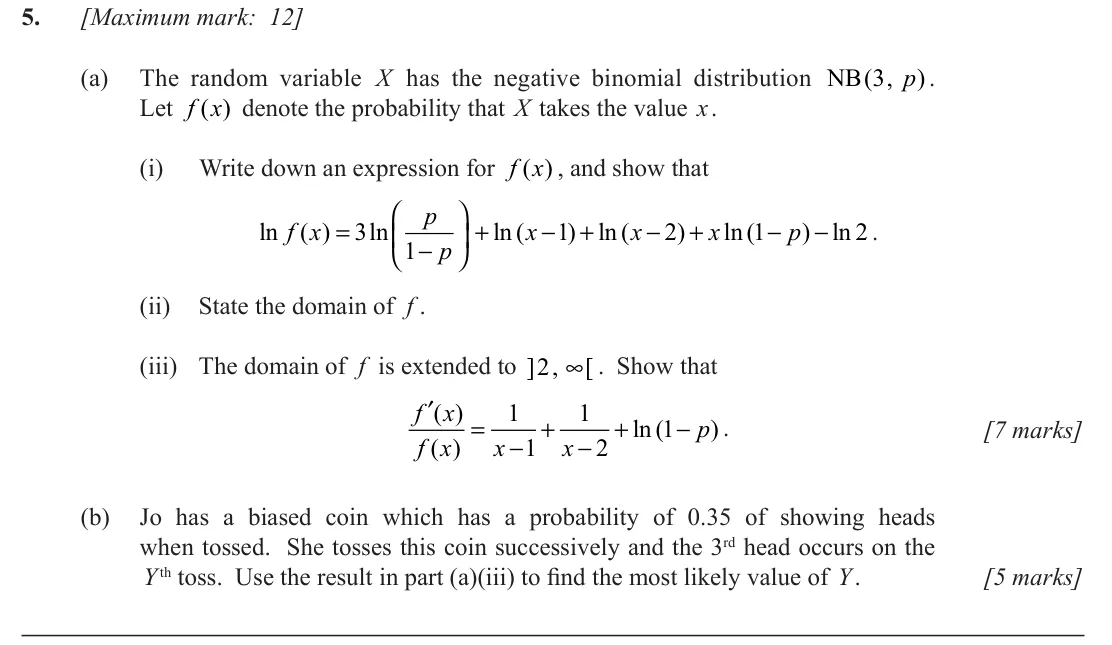 5. [Maximum mark: 12]
(a) The random variable X has the negative binomial distribution NB(3, p).
Let f(x) denote the probability that X takes the value x.
(i) Write down an expression for f(x), and show that
ln f(x) = 3 ln(p/(1−p)) + ln(x−1) + ln(x−2) + x ln(1−p) − ln 2.
(ii) State the domain of f.
(iii) The domain of f is extended to ]2, ∞[. Show that
f′(x)/f(x) = 1/(x−1) + 1/(x−2) + ln(1−p). [7 marks]
(b) Jo has a biased coin which has a probability of 0.35 of showing heads
when tossed. She tosses this coin successively and the 3rd head occurs on the
Yth toss. Use the result in part (a)(iii) to find the most likely value of Y. [5 marks]